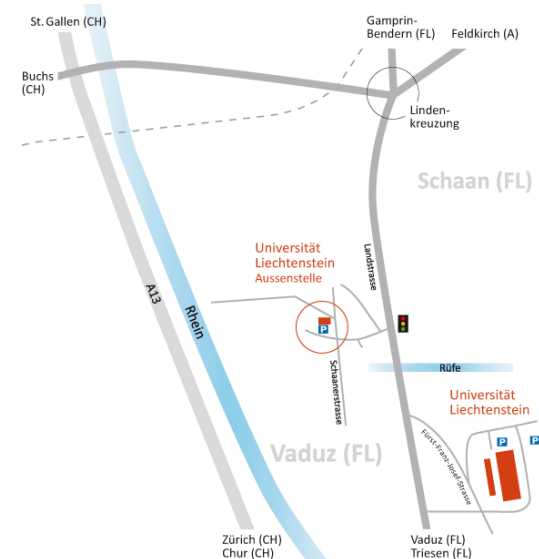 St. Gallen (CH)
Gamprin-
Bendern (FL)
Feldkirch (A)
Buchs
(CH)
Linden-
kreuzung
Schaan (FL)
Universität
Liechtenstein
Aussenstelle
Landstrasse
A13
Rhein
P
Schaanerstrasse
Rüfe
Universität
Liechtenstein
Vaduz (FL)
Fürst-Franz-Josef-Strasse
P
P
Zürich (CH)
Chur (CH)
Vaduz (FL)
Triesen (FL)